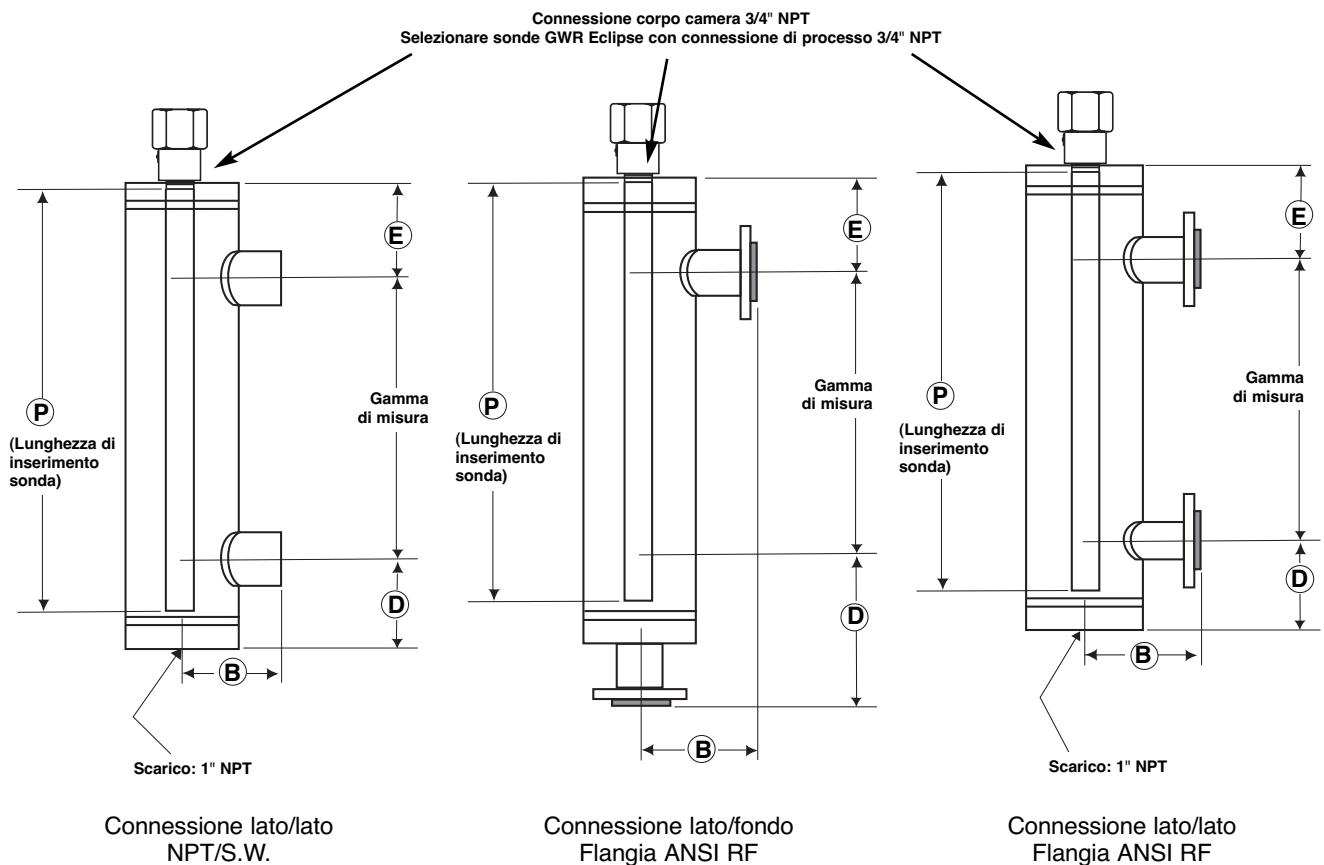 Connessione corpo camera 3/4" NPT
Selezionare sonde GWR Eclipse con connessione di processo 3/4" NPT
E
P
(Lunghezza di
inserimento
sonda)
Gamma
di misura
D
B
Scarico: 1" NPT
Connessione lato/lato
NPT/S.W.
E
P
(Lunghezza di
inserimento
sonda)
Gamma
di misura
D
B
Connessione lato/fondo
Flangia ANSI RF
E
P
(Lunghezza di
inserimento
sonda)
Gamma
di misura
D
B
Scarico: 1" NPT
Connessione lato/lato
Flangia ANSI RF